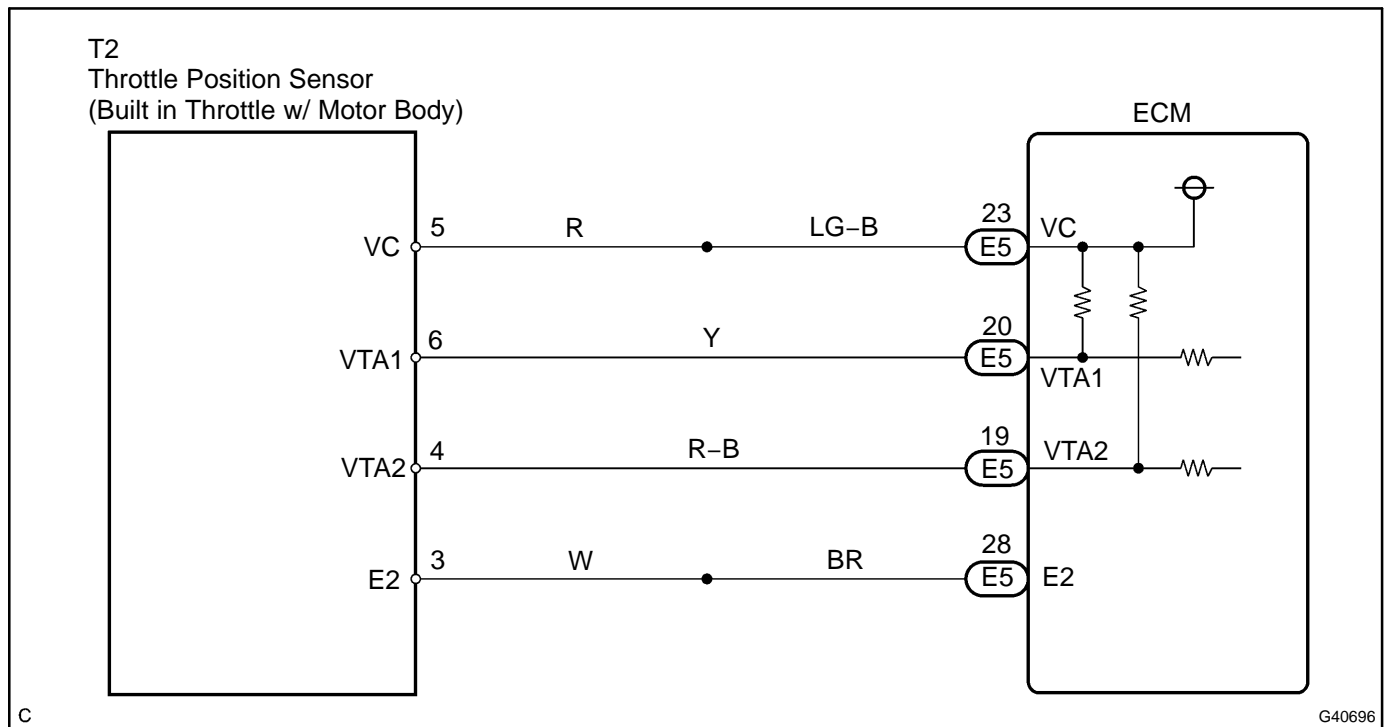 T2
Throttle Position Sensor
(Built in Throttle w/ Motor Body)
ECM
VC 5 R LG−B 23 E5 VC
VTA1 6 Y 20 E5 VTA1
VTA2 4 R−B 19 E5 VTA2
E2 3 W BR 28 E5 E2
C G40696